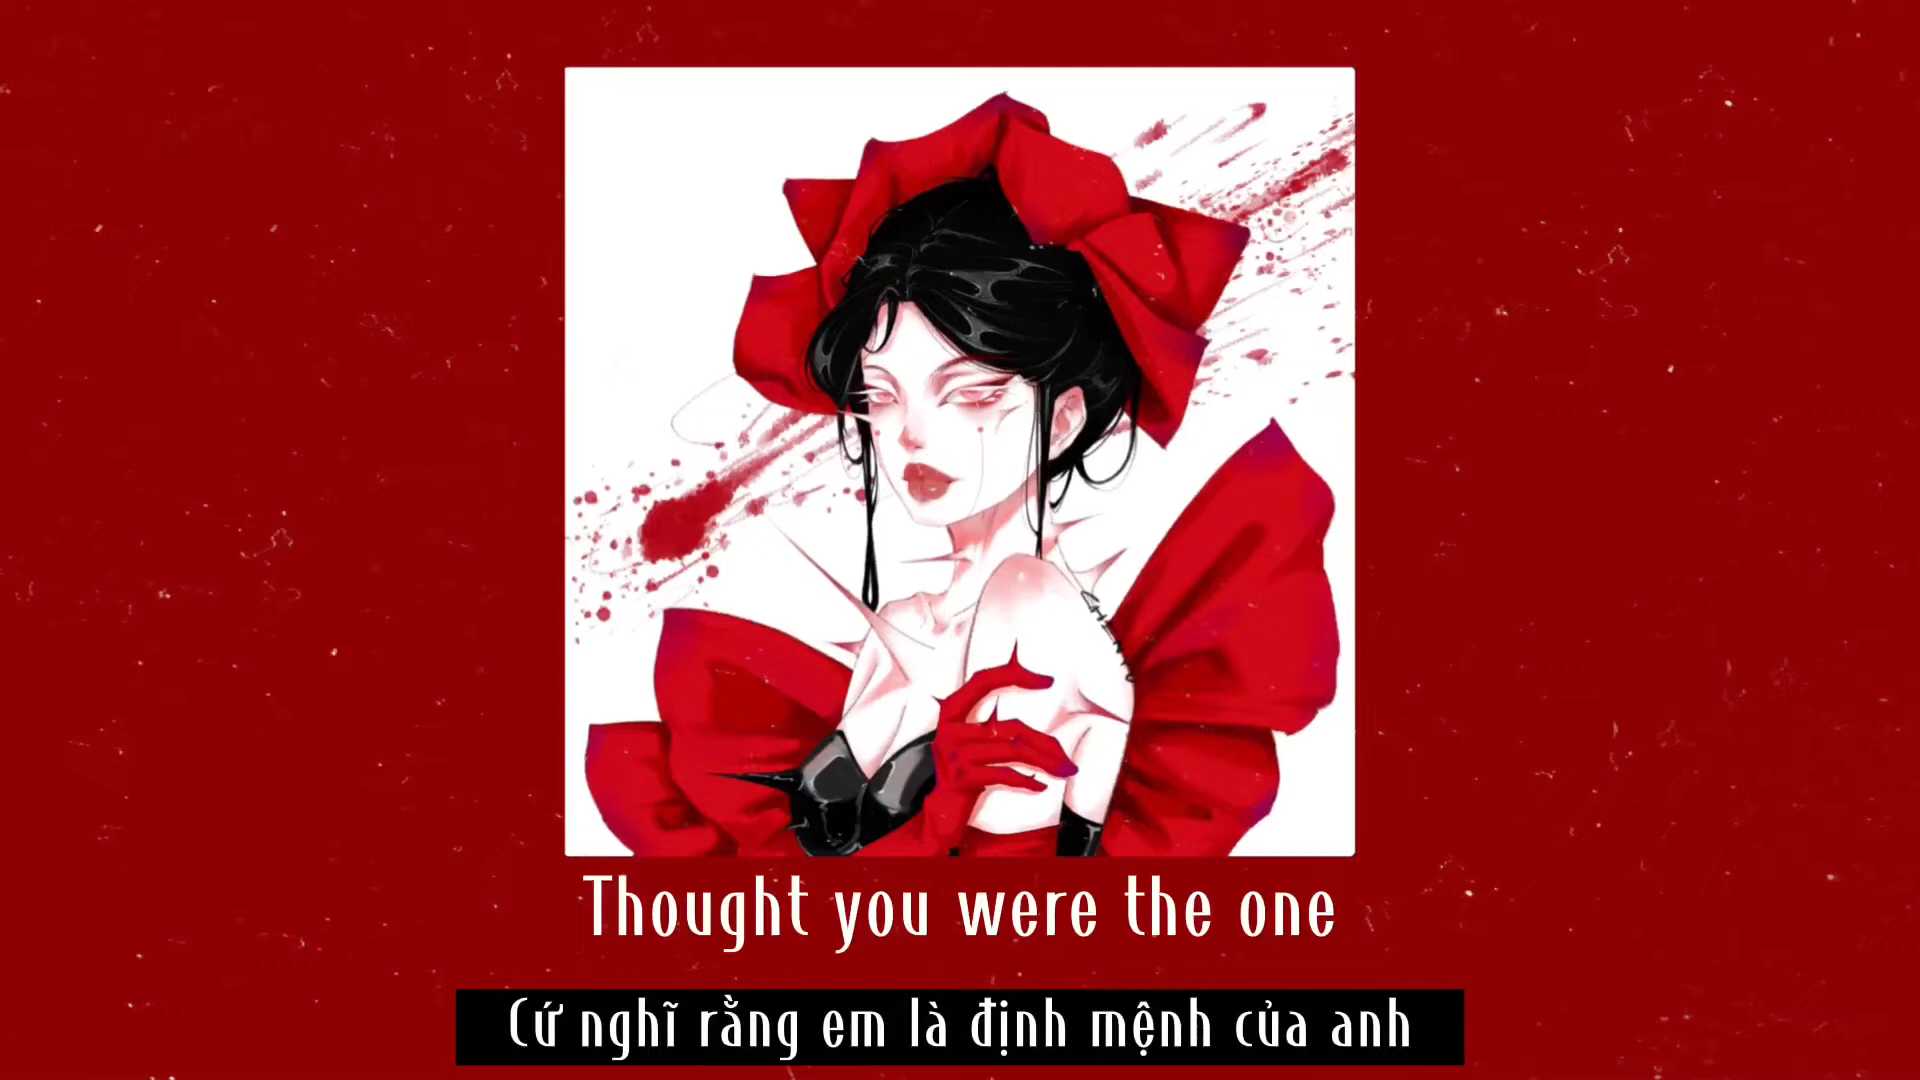 Thought you were the one
Cứ nghĩ rằng em là định mệnh của anh